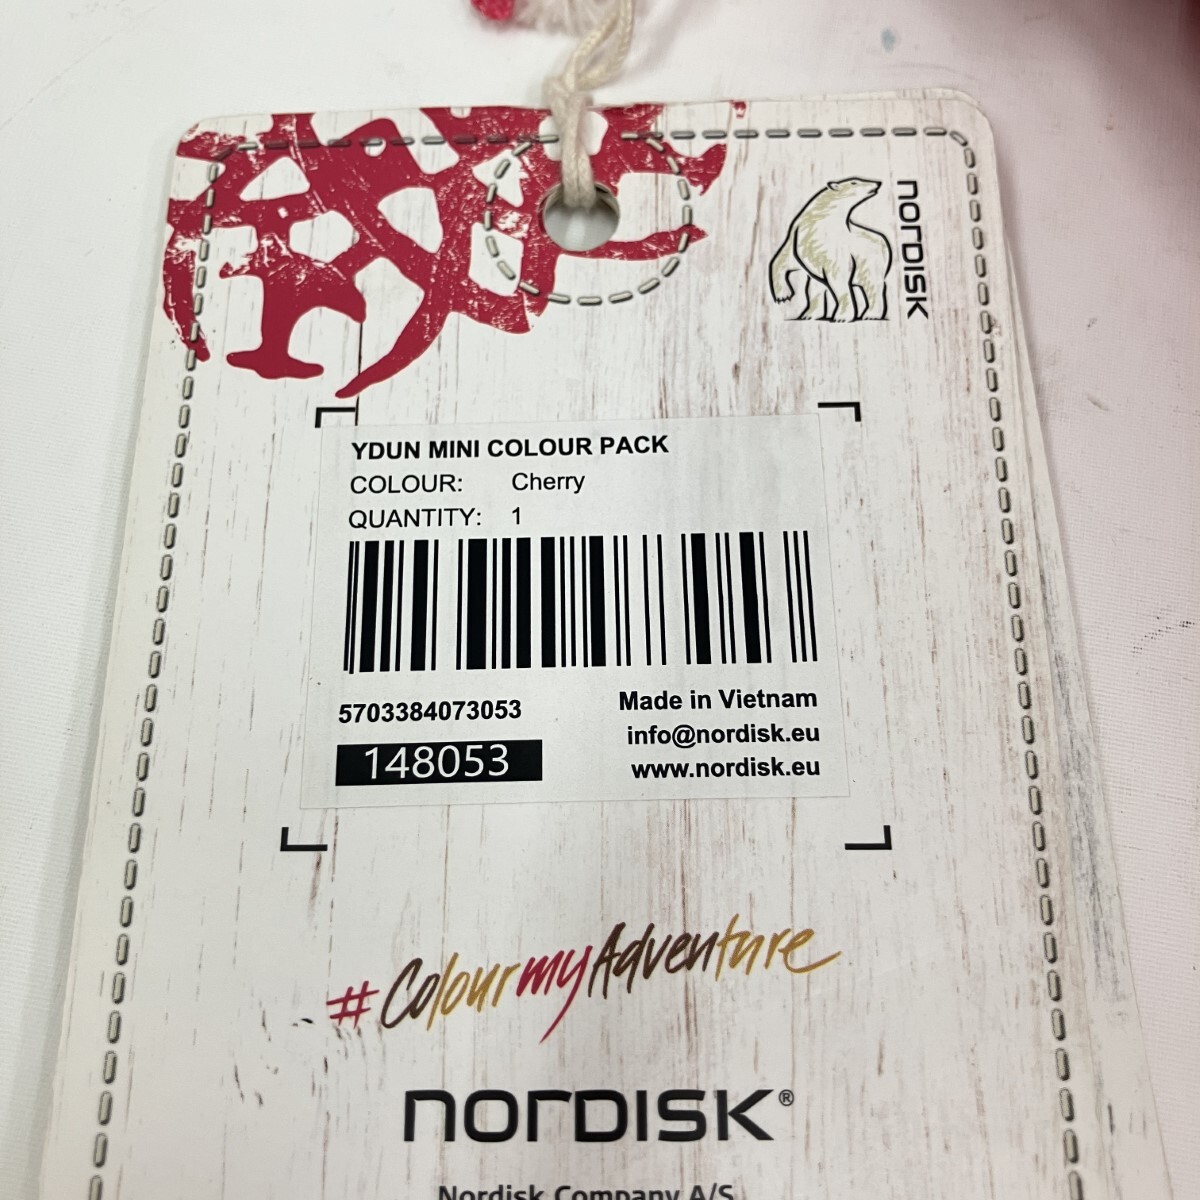 nORDISK
YDUN MINI COLOUR PACK
COLOUR: Cherry
QUANTITY: 1
5703384073053
Made in Vietnam
info@nordisk.eu
148053
www.nordisk.eu
#ColourmyAdventure
nORDISK®
Nordisk Company A/S